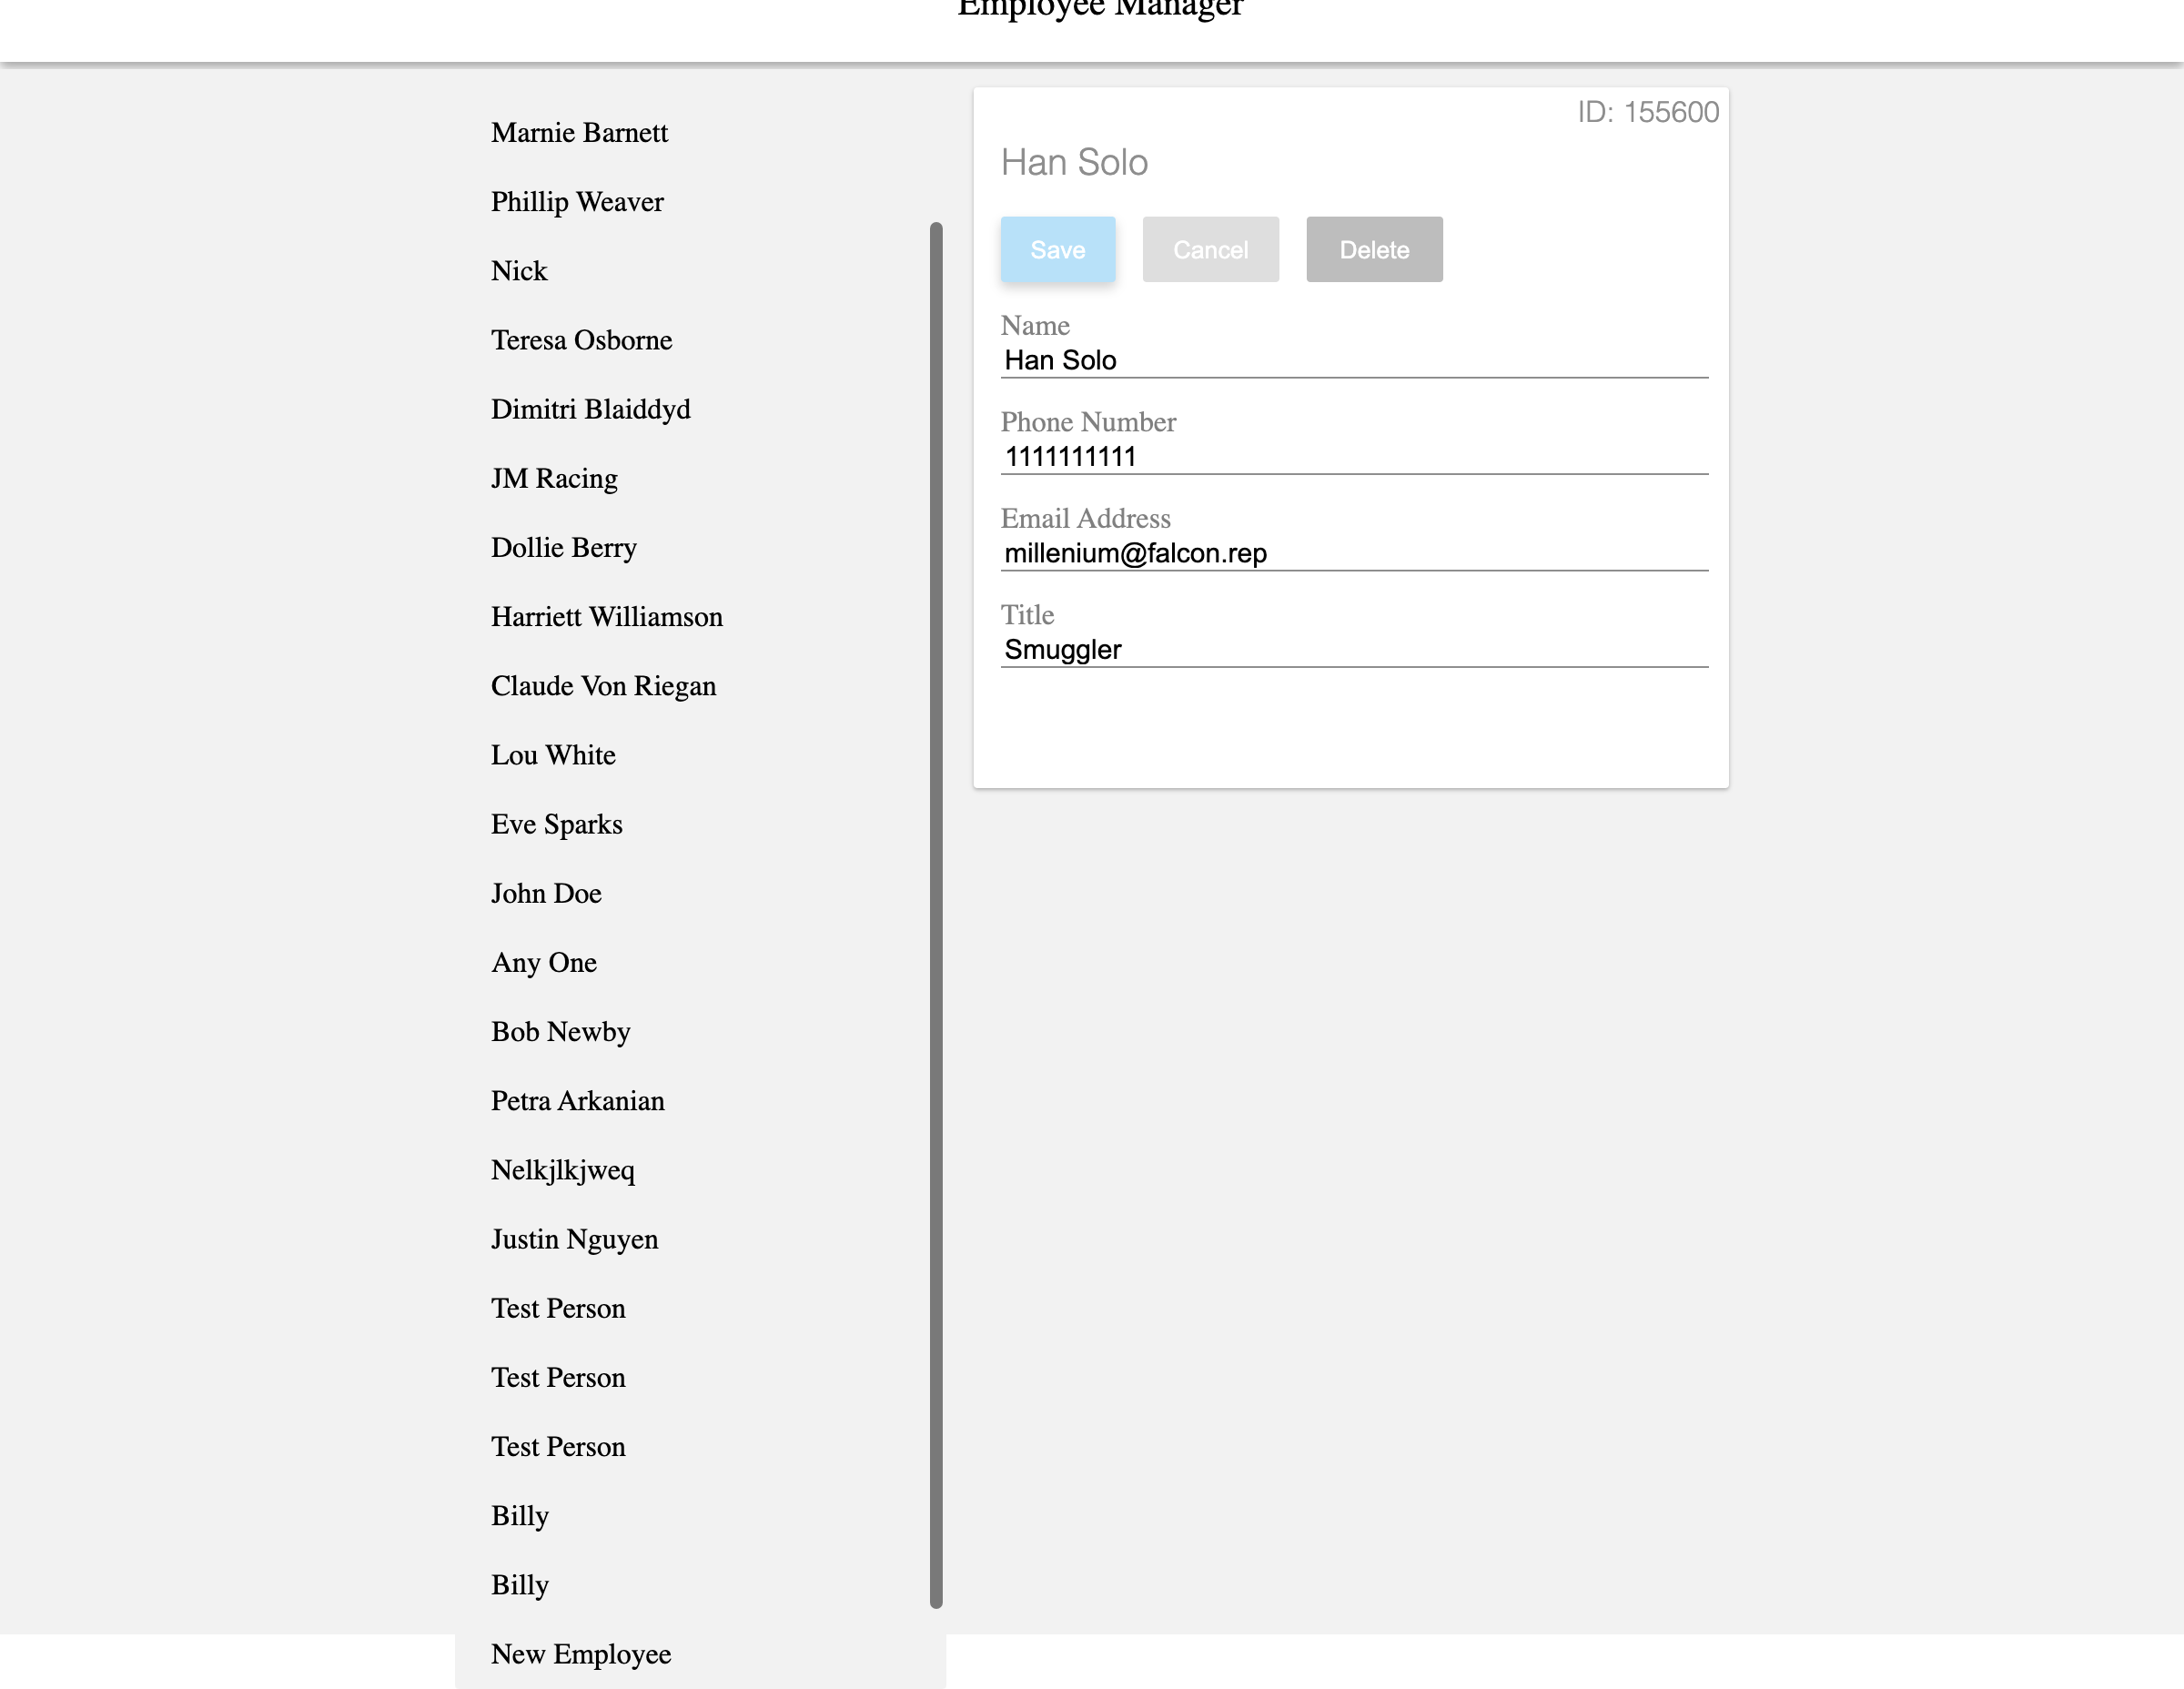 Employee Manager
Marnie Barnett
Phillip Weaver
Nick
Teresa Osborne
Dimitri Blaiddyd
JM Racing
Dollie Berry
Harriett Williamson
Claude Von Riegan
Lou White
Eve Sparks
John Doe
Any One
Bob Newby
Petra Arkanian
Nelkjlkjweq
Justin Nguyen
Test Person
Test Person
Test Person
Billy
Billy
New Employee
ID: 155600
Han Solo
Save Cancel Delete
Name
Han Solo
Phone Number
1111111111
Email Address
millenium@falcon.rep
Title
Smuggler